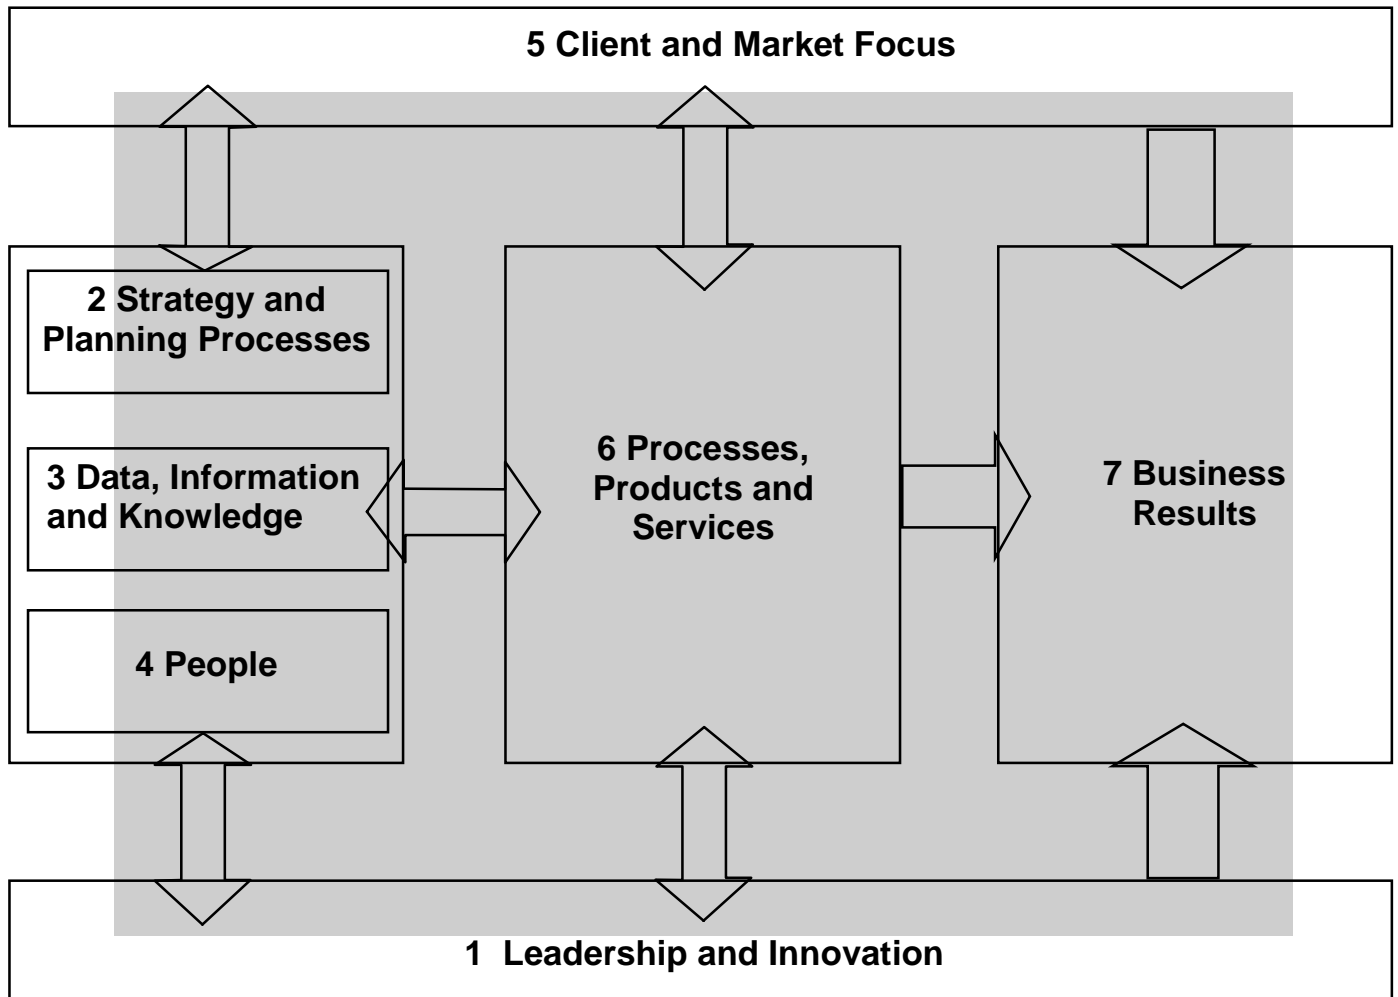 5 Client and Market Focus
2 Strategy and
Planning Processes
3 Data, Information
and Knowledge
4 People
6 Processes,
Products and
Services
7 Business
Results
1 Leadership and Innovation